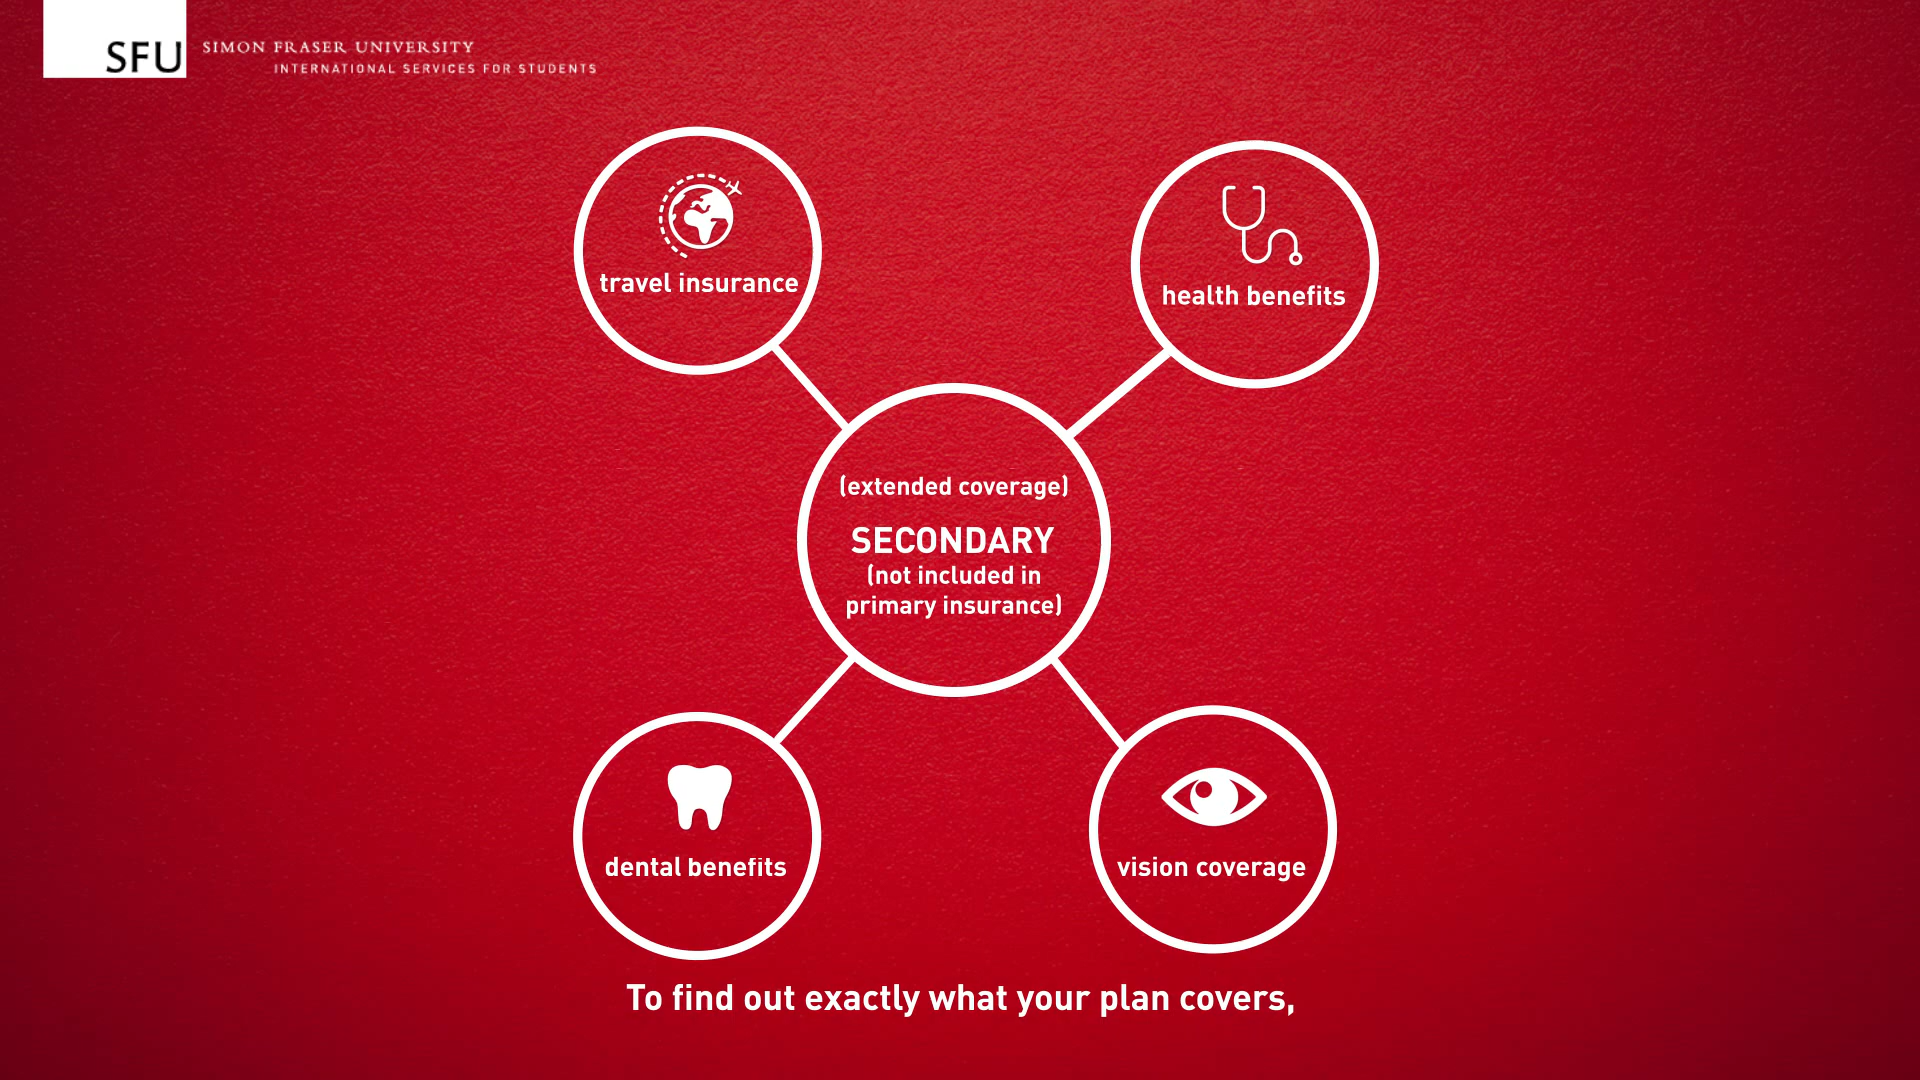 SFU
SIMON FRASER UNIVERSITY
INTERNATIONAL SERVICES FOR STUDENTS
travel insurance
health benefits
(extended coverage)
SECONDARY
(not included in
primary insurance)
dental benefits
vision coverage
To find out exactly what your plan covers,